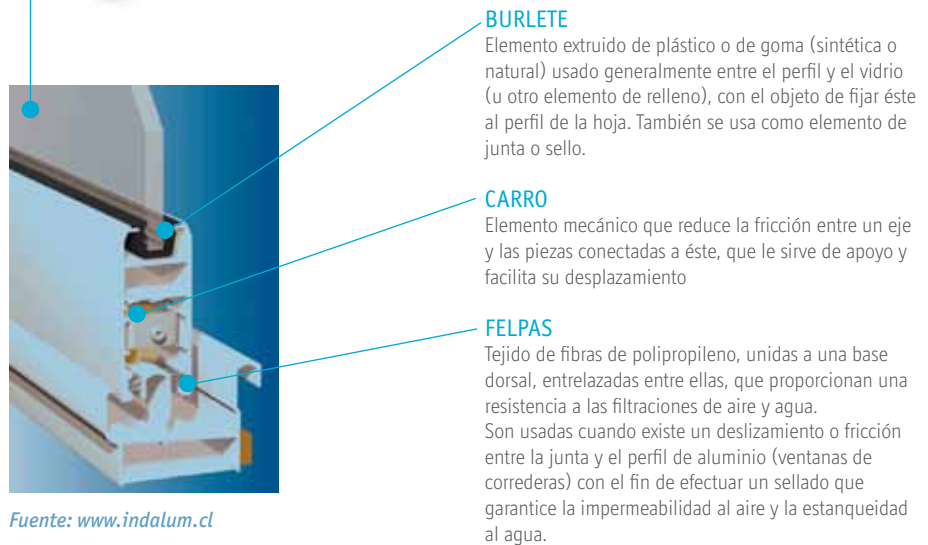 BURLETE
Elemento extruido de plástico o de goma (sintética o
natural) usado generalmente entre el perfil y el vidrio
(u otro elemento de relleno), con el objeto de fijar éste
al perfil de la hoja. También se usa como elemento de
junta o sello.
CARRO
Elemento mecánico que reduce la fricción entre un eje
y las piezas conectadas a éste, que le sirve de apoyo y
facilita su desplazamiento
FELPAS
Tejido de fibras de polipropileno, unidas a una base
dorsal, entrelazadas entre ellas, que proporcionan una
resistencia a las filtraciones de aire y agua.
Son usadas cuando existe un deslizamiento o fricción
entre la junta y el perfil de aluminio (ventanas de
correderas) con el fin de efectuar un sellado que
garantice la impermeabilidad al aire y la estanqueidad
al agua.
Fuente: www.indalum.cl